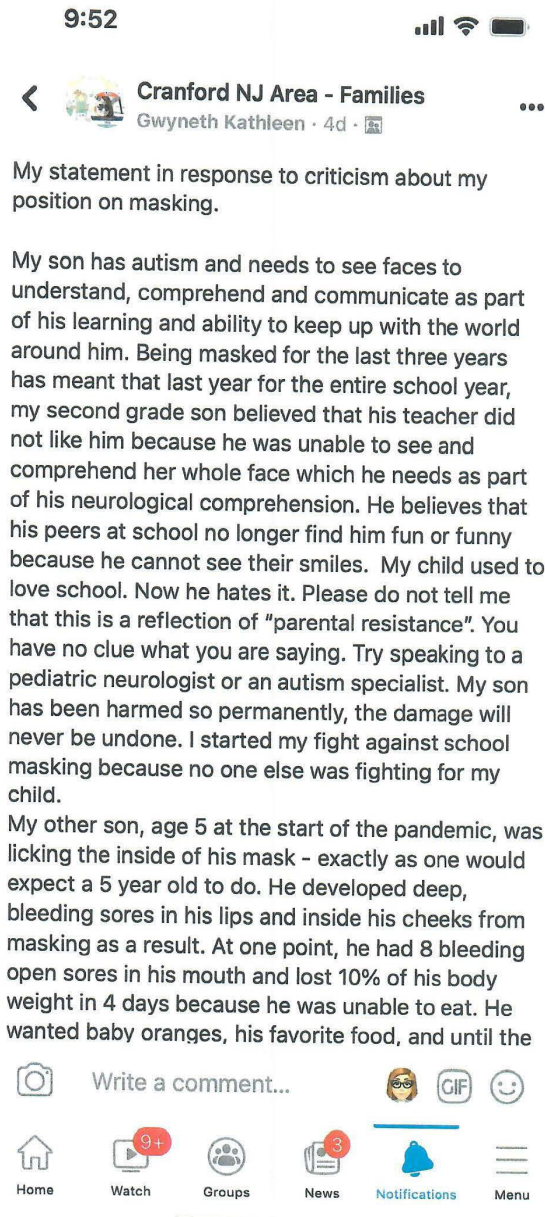 9:52
Cranford NJ Area - Families
Gwyneth Kathleen · 4d ·
My statement in response to criticism about my
position on masking.
My son has autism and needs to see faces to
understand, comprehend and communicate as part
of his learning and ability to keep up with the world
around him. Being masked for the last three years
has meant that last year for the entire school year,
my second grade son believed that his teacher did
not like him because he was unable to see and
comprehend her whole face which he needs as part
of his neurological comprehension. He believes that
his peers at school no longer find him fun or funny
because he cannot see their smiles.  My child used to
love school. Now he hates it. Please do not tell me
that this is a reflection of "parental resistance". You
have no clue what you are saying. Try speaking to a
pediatric neurologist or an autism specialist. My son
has been harmed so permanently, the damage will
never be undone. I started my fight against school
masking because no one else was fighting for my
child.
My other son, age 5 at the start of the pandemic, was
licking the inside of his mask - exactly as one would
expect a 5 year old to do. He developed deep,
bleeding sores in his lips and inside his cheeks from
masking as a result. At one point, he had 8 bleeding
open sores in his mouth and lost 10% of his body
weight in 4 days because he was unable to eat. He
wanted baby oranges, his favorite food, and until the
Write a comment...
GIF
9+
3
Home
Watch
Groups
News
Notifications
Menu